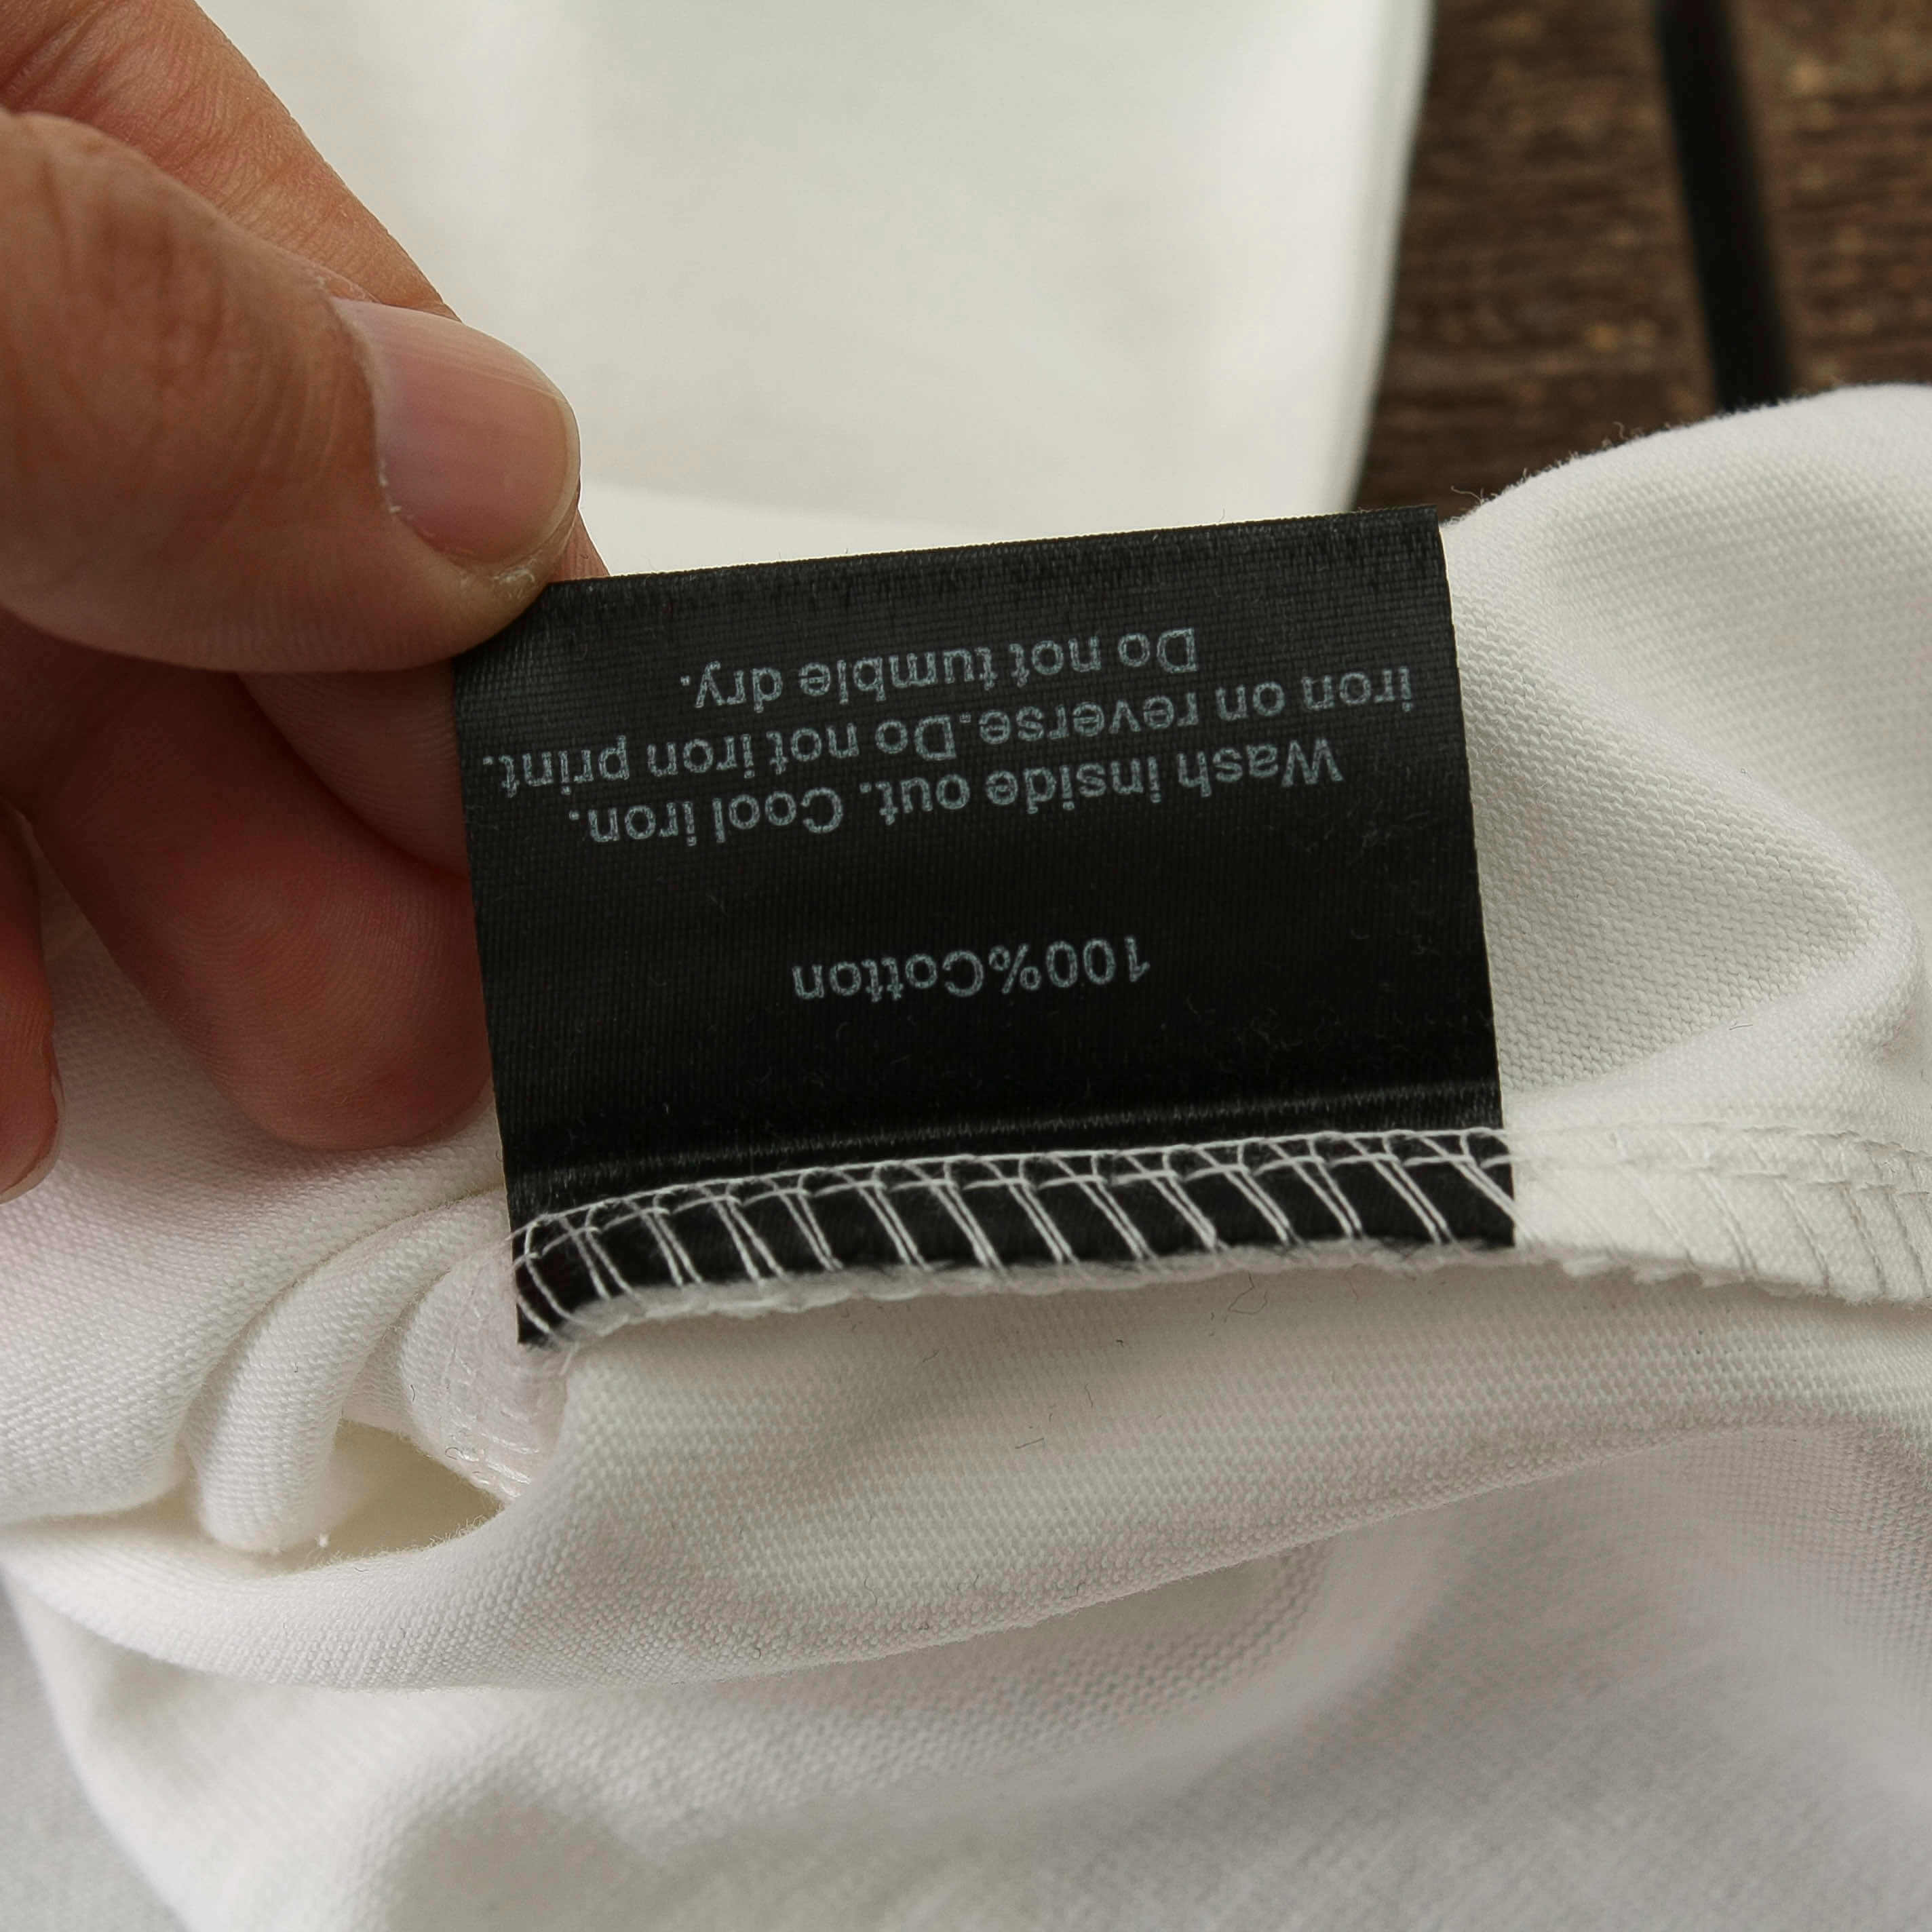 100%Cotton
Wash inside out. Cool iron.
iron on reverse.Do not iron print.
Do not tumble dry.